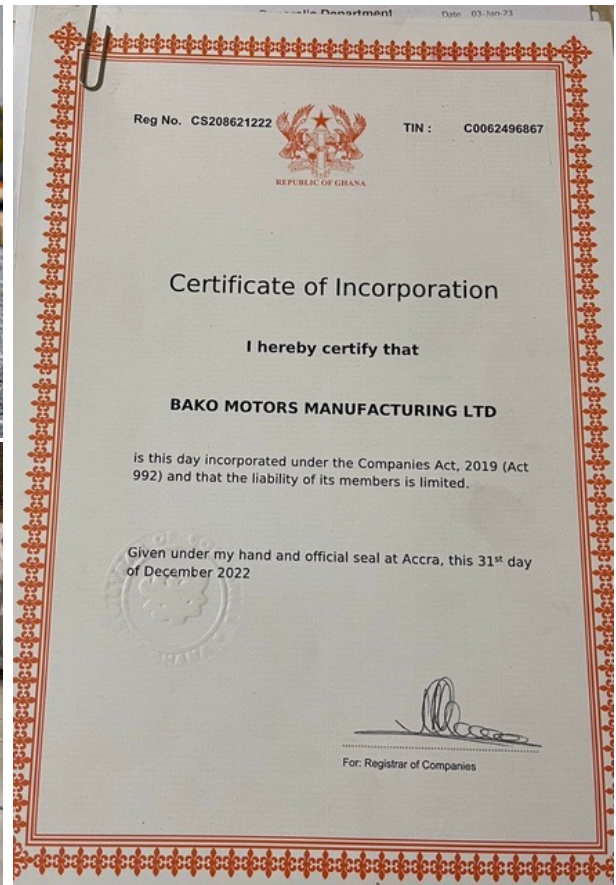 Department Date 03-Jan-23
Reg No. CS208621222 TIN : C0062496867
REPUBLIC OF GHANA
Certificate of Incorporation
I hereby certify that
BAKO MOTORS MANUFACTURING LTD
is this day incorporated under the Companies Act, 2019 (Act
992) and that the liability of its members is limited.
Given under my hand and official seal at Accra, this 31st day
of December 2022
For: Registrar of Companies